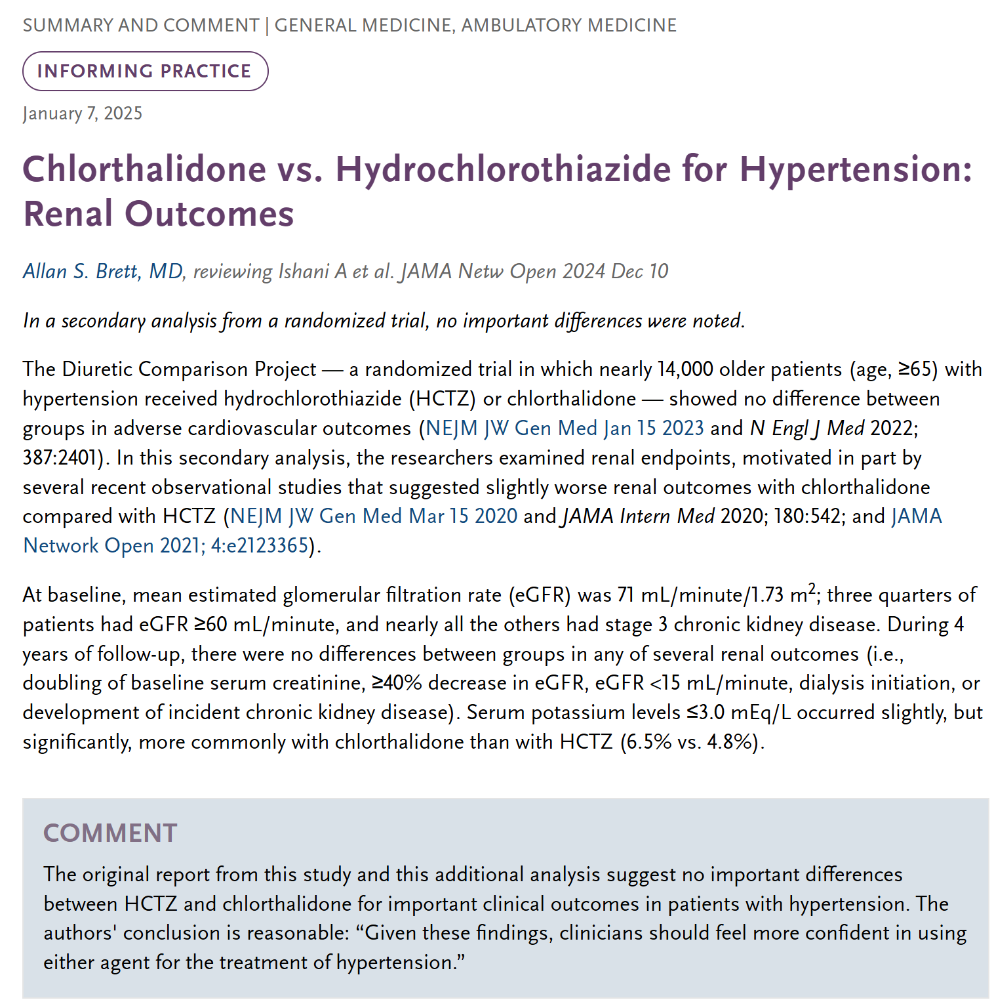 SUMMARY AND COMMENT | GENERAL MEDICINE, AMBULATORY MEDICINE
INFORMING PRACTICE
January 7, 2025
Chlorthalidone vs. Hydrochlorothiazide for Hypertension:
Renal Outcomes
Allan S. Brett, MD, reviewing Ishani A et al. JAMA Netw Open 2024 Dec 10
In a secondary analysis from a randomized trial, no important differences were noted.
The Diuretic Comparison Project — a randomized trial in which nearly 14,000 older patients (age, ≥65) with
hypertension received hydrochlorothiazide (HCTZ) or chlorthalidone — showed no difference between
groups in adverse cardiovascular outcomes (NEJM JW Gen Med Jan 15 2023 and N Engl J Med 2022;
387:2401). In this secondary analysis, the researchers examined renal endpoints, motivated in part by
several recent observational studies that suggested slightly worse renal outcomes with chlorthalidone
compared with HCTZ (NEJM JW Gen Med Mar 15 2020 and JAMA Intern Med 2020; 180:542; and JAMA
Network Open 2021; 4:e2123365).
At baseline, mean estimated glomerular filtration rate (eGFR) was 71 mL/minute/1.73 m²; three quarters of
patients had eGFR ≥60 mL/minute, and nearly all the others had stage 3 chronic kidney disease. During 4
years of follow-up, there were no differences between groups in any of several renal outcomes (i.e.,
doubling of baseline serum creatinine, ≥40% decrease in eGFR, eGFR <15 mL/minute, dialysis initiation, or
development of incident chronic kidney disease). Serum potassium levels ≤3.0 mEq/L occurred slightly, but
significantly, more commonly with chlorthalidone than with HCTZ (6.5% vs. 4.8%).
COMMENT
The original report from this study and this additional analysis suggest no important differences
between HCTZ and chlorthalidone for important clinical outcomes in patients with hypertension. The
authors' conclusion is reasonable: “Given these findings, clinicians should feel more confident in using
either agent for the treatment of hypertension.”